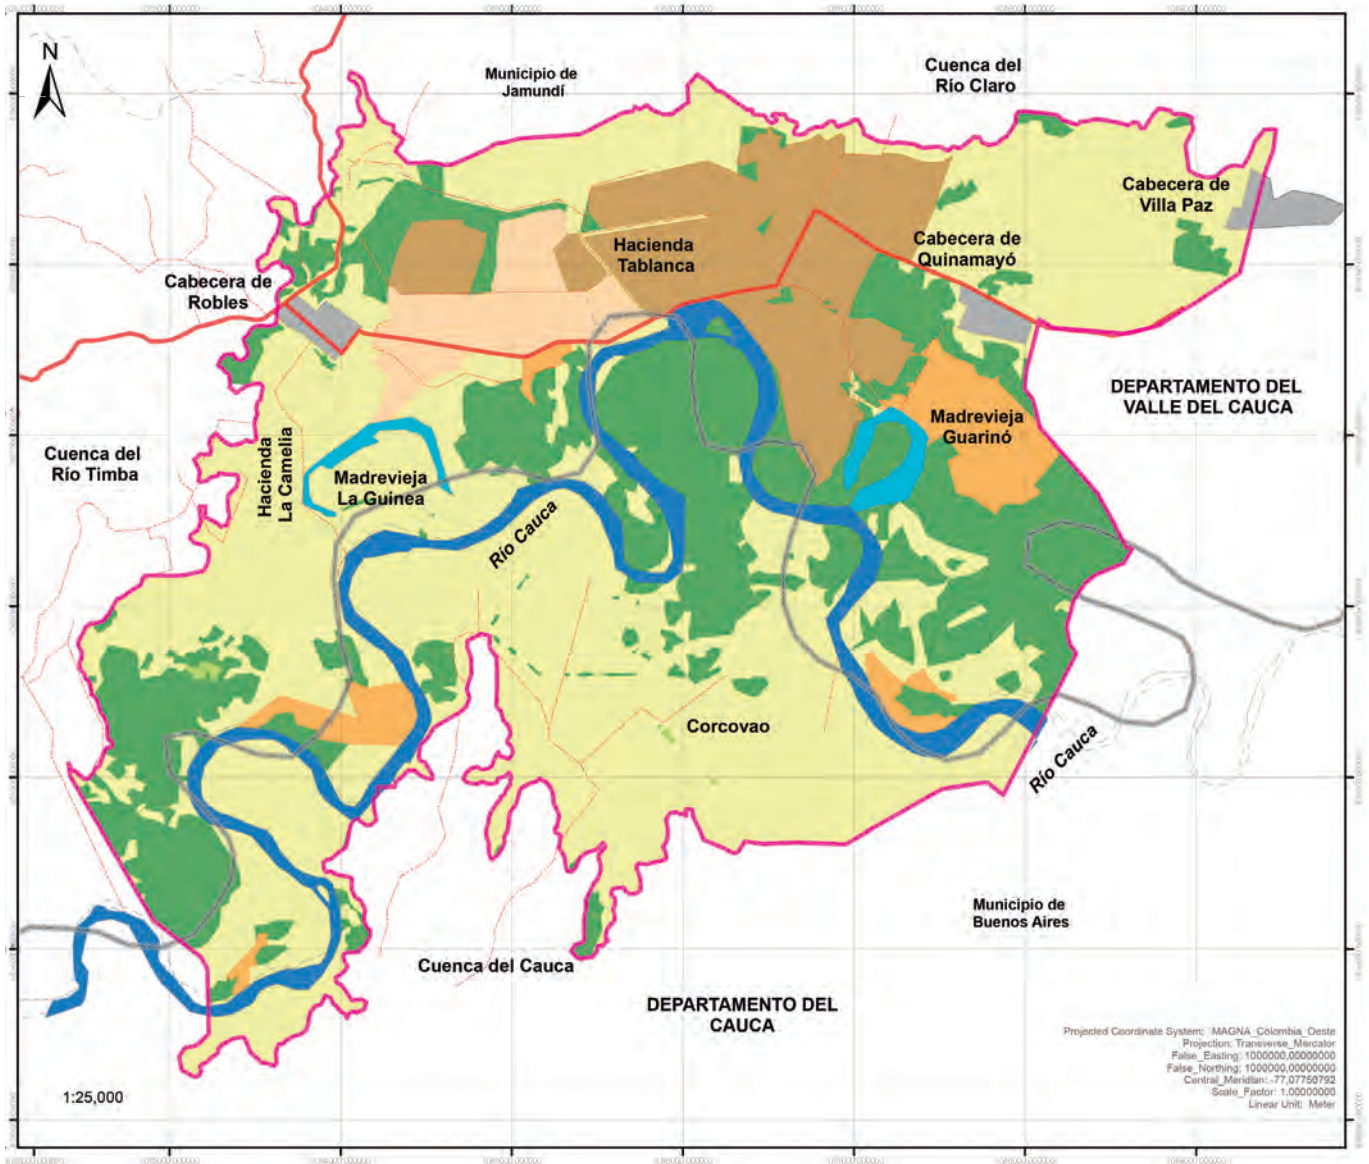 N
Municipio de
Jamundí
Cuenca del
Río Claro
Cabecera de
Villa Paz
Hacienda
Tablanca
Cabecera de
Quinamayó
Cabecera de
Robles
DEPARTAMENTO DEL
VALLE DEL CAUCA
Madrevieja
Guarinó
Cuenca del
Río Timba
Hacienda
La Camelia
Madrevieja
La Guinea
Río Cauca
Corcovao
Río Cauca
Municipio de
Buenos Aires
Cuenca del Cauca
DEPARTAMENTO DEL
CAUCA
Projected Coordinate System: MAGNA_Colombia_Oeste
Projection: Transverse_Mercator
False_Easting: 1000000,00000000
False_Northing: 1000000,00000000
Central_Meridian: -77,07750792
Scale_Factor: 1,00000000
Linear Unit: Meter
1:25,000